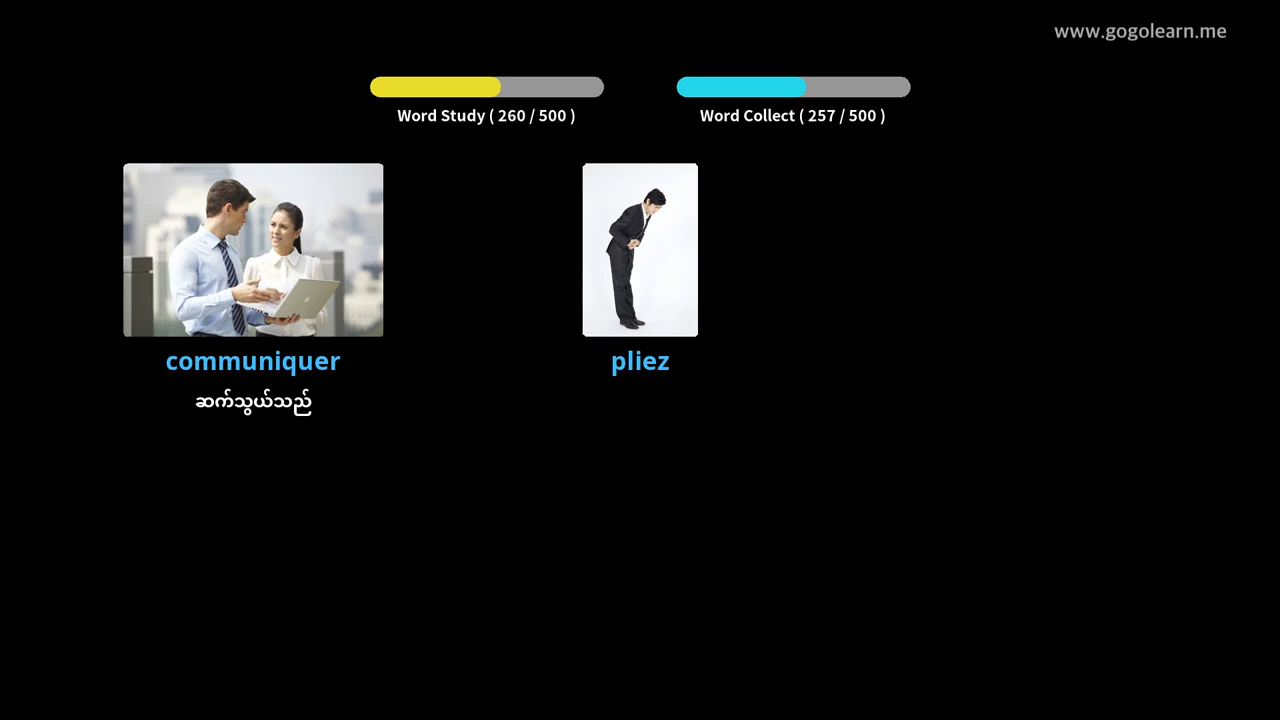 www.gogolearn.me
Word Study ( 260 / 500 )
Word Collect ( 257 / 500 )
communiquer
ဆက်သွယ်သည်
pliez